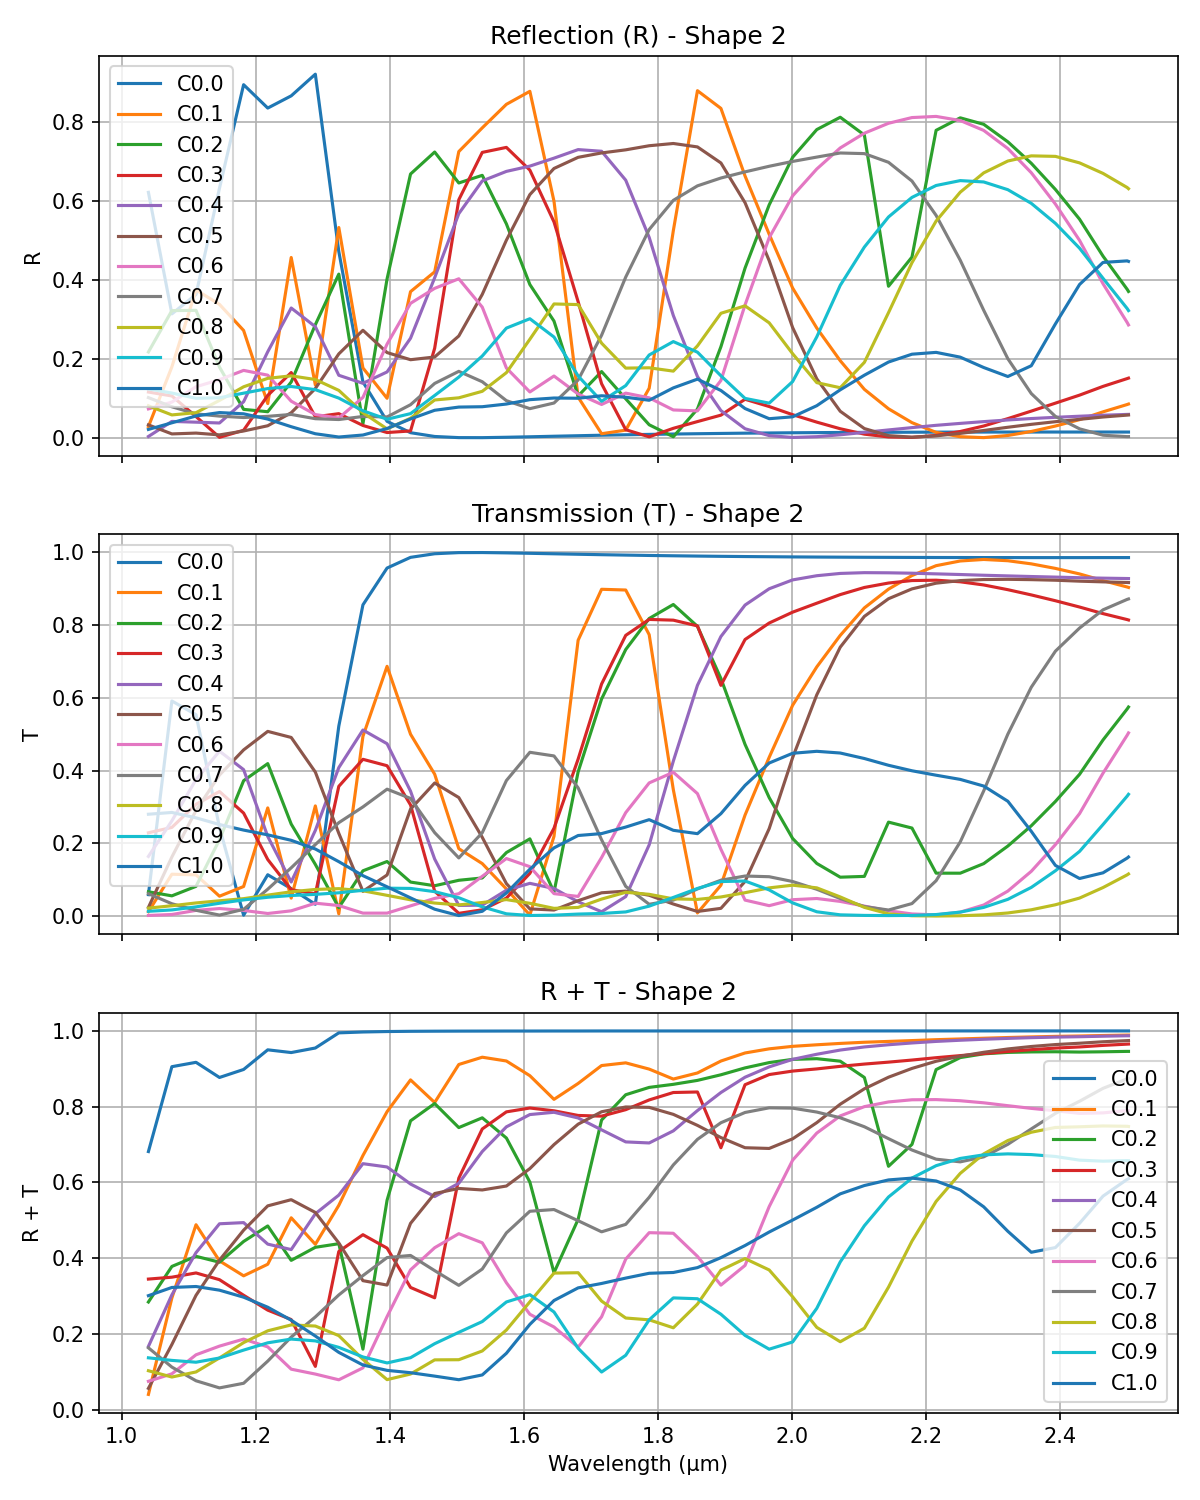 Reflection (R) - Shape 2
R
0.8
0.6
0.4
0.2
0.0
C0.0
C0.1
C0.2
C0.3
C0.4
C0.5
C0.6
C0.7
C0.8
C0.9
C1.0
Transmission (T) - Shape 2
T
1.0
0.8
0.6
0.4
0.2
0.0
C0.0
C0.1
C0.2
C0.3
C0.4
C0.5
C0.6
C0.7
C0.8
C0.9
C1.0
R + T - Shape 2
R + T
1.0
0.8
0.6
0.4
0.2
0.0
C0.0
C0.1
C0.2
C0.3
C0.4
C0.5
C0.6
C0.7
C0.8
C0.9
C1.0
1.0 1.2 1.4 1.6 1.8 2.0 2.2 2.4
Wavelength (μm)